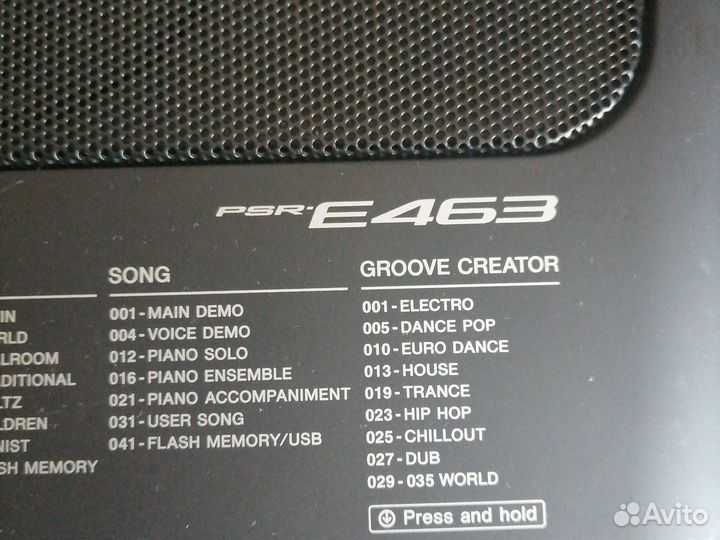 PSR-E463
SONG
001-MAIN DEMO
004-VOICE DEMO
012-PIANO SOLO
016-PIANO ENSEMBLE
021-PIANO ACCOMPANIMENT
031-USER SONG
041-FLASH MEMORY/USB
GROOVE CREATOR
001-ELECTRO
005-DANCE POP
010-EURO DANCE
013-HOUSE
019-TRANCE
023-HIP HOP
025-CHILLOUT
027-DUB
029-035 WORLD
Press and hold
MEMORY
Avito